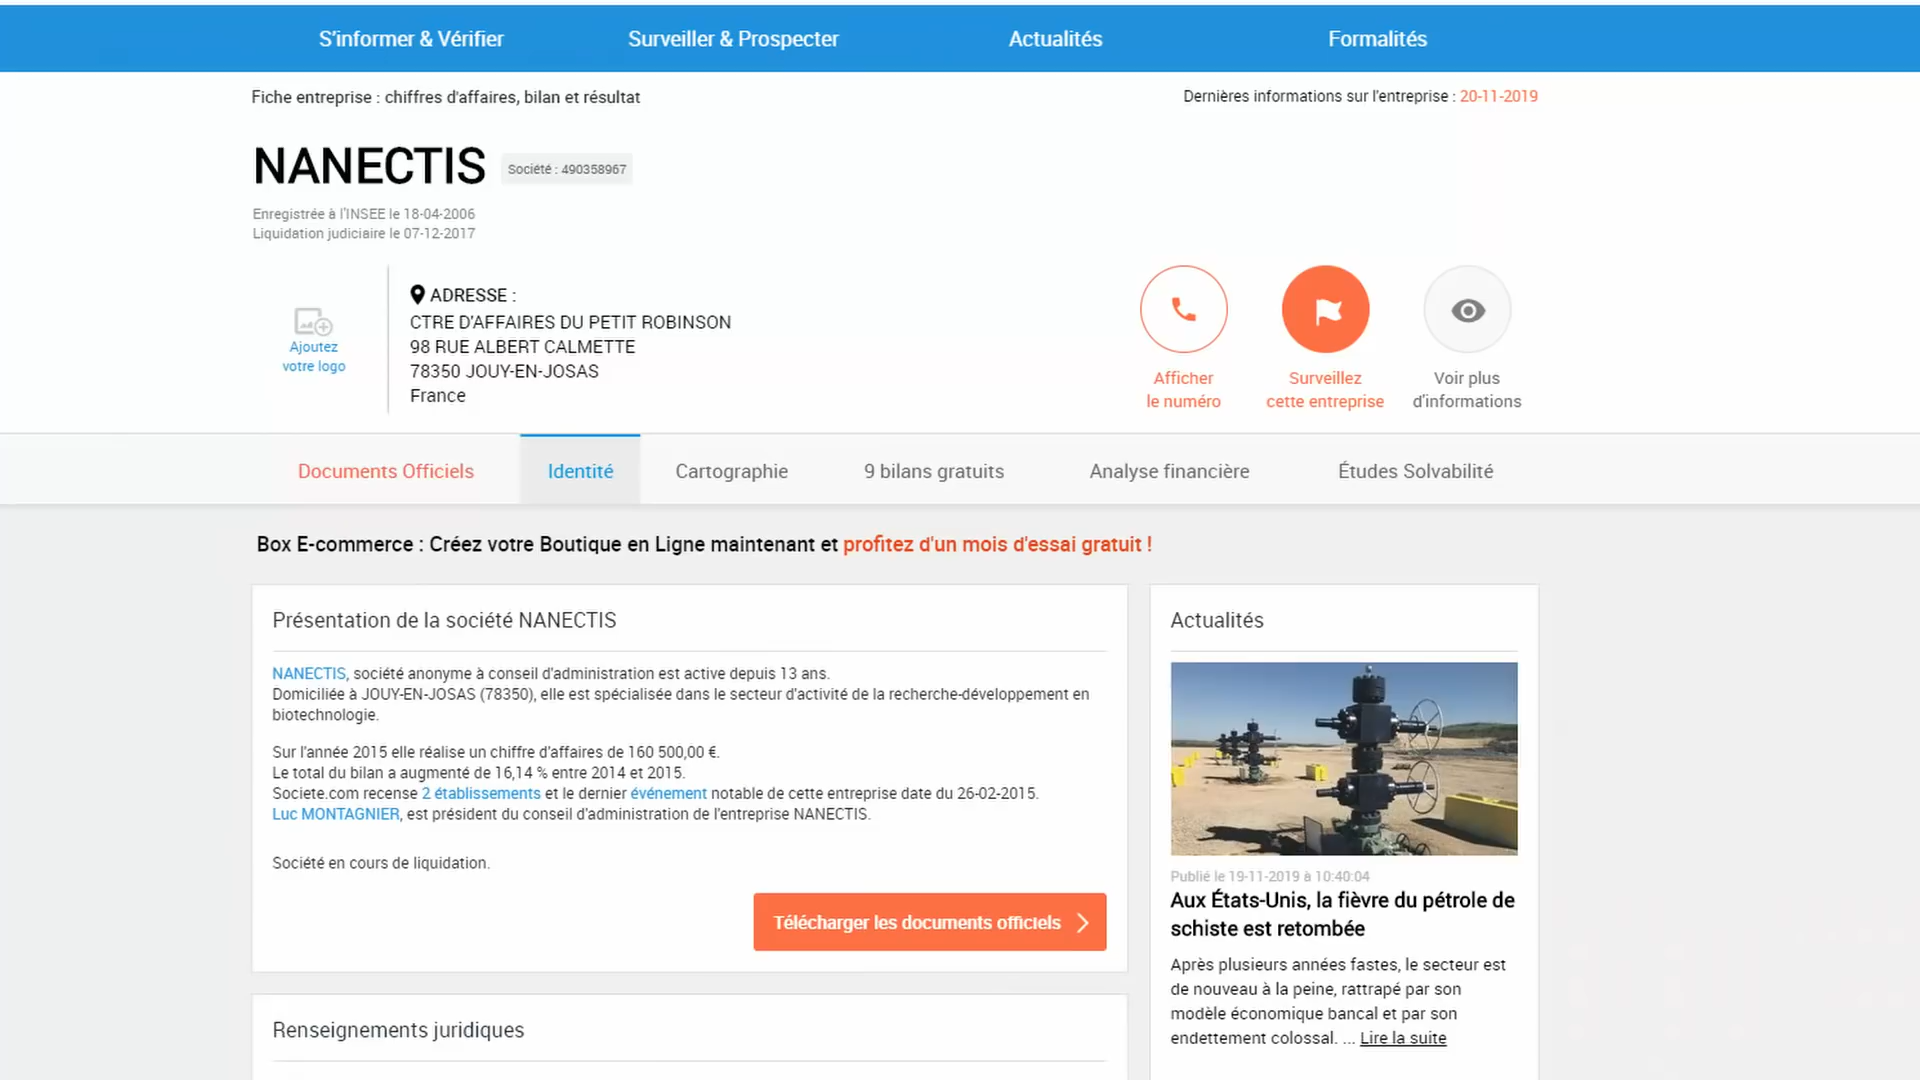 S'informer & Vérifier
Surveiller & Prospecter
Actualités
Formalités
Fiche entreprise : chiffres d'affaires, bilan et résultat
Dernières informations sur l'entreprise : 20-11-2019
NANECTIS
Société : 490358967
Enregistrée à l'INSEE le 18-04-2006
Liquidation judiciaire le 07-12-2017
Ajoutez
votre logo
ADRESSE :
CTRE D'AFFAIRES DU PETIT ROBINSON
98 RUE ALBERT CALMETTE
78350 JOUY-EN-JOSAS
France
Afficher
le numéro
Surveillez
cette entreprise
Voir plus
d'informations
Documents Officiels
Identité
Cartographie
9 bilans gratuits
Analyse financière
Études Solvabilité
Box E-commerce : Créez votre Boutique en Ligne maintenant et profitez d'un mois d'essai gratuit !
Présentation de la société NANECTIS
NANECTIS, société anonyme à conseil d'administration est active depuis 13 ans.
Domiciliée à JOUY-EN-JOSAS (78350), elle est spécialisée dans le secteur d'activité de la recherche-développement en
biotechnologie.
Sur l'année 2015 elle réalise un chiffre d'affaires de 160 500,00 €.
Le total du bilan a augmenté de 16,14 % entre 2014 et 2015.
Societe.com recense 2 établissements et le dernier événement notable de cette entreprise date du 26-02-2015.
Luc MONTAGNIER, est président du conseil d'administration de l'entreprise NANECTIS.
Société en cours de liquidation.
Télécharger les documents officiels
Renseignements juridiques
Actualités
Publié le 19-11-2019 à 10:40:04
Aux États-Unis, la fièvre du pétrole de
schiste est retombée
Après plusieurs années fastes, le secteur est
de nouveau à la peine, rattrapé par son
modèle économique bancal et par son
endettement colossal. ... Lire la suite